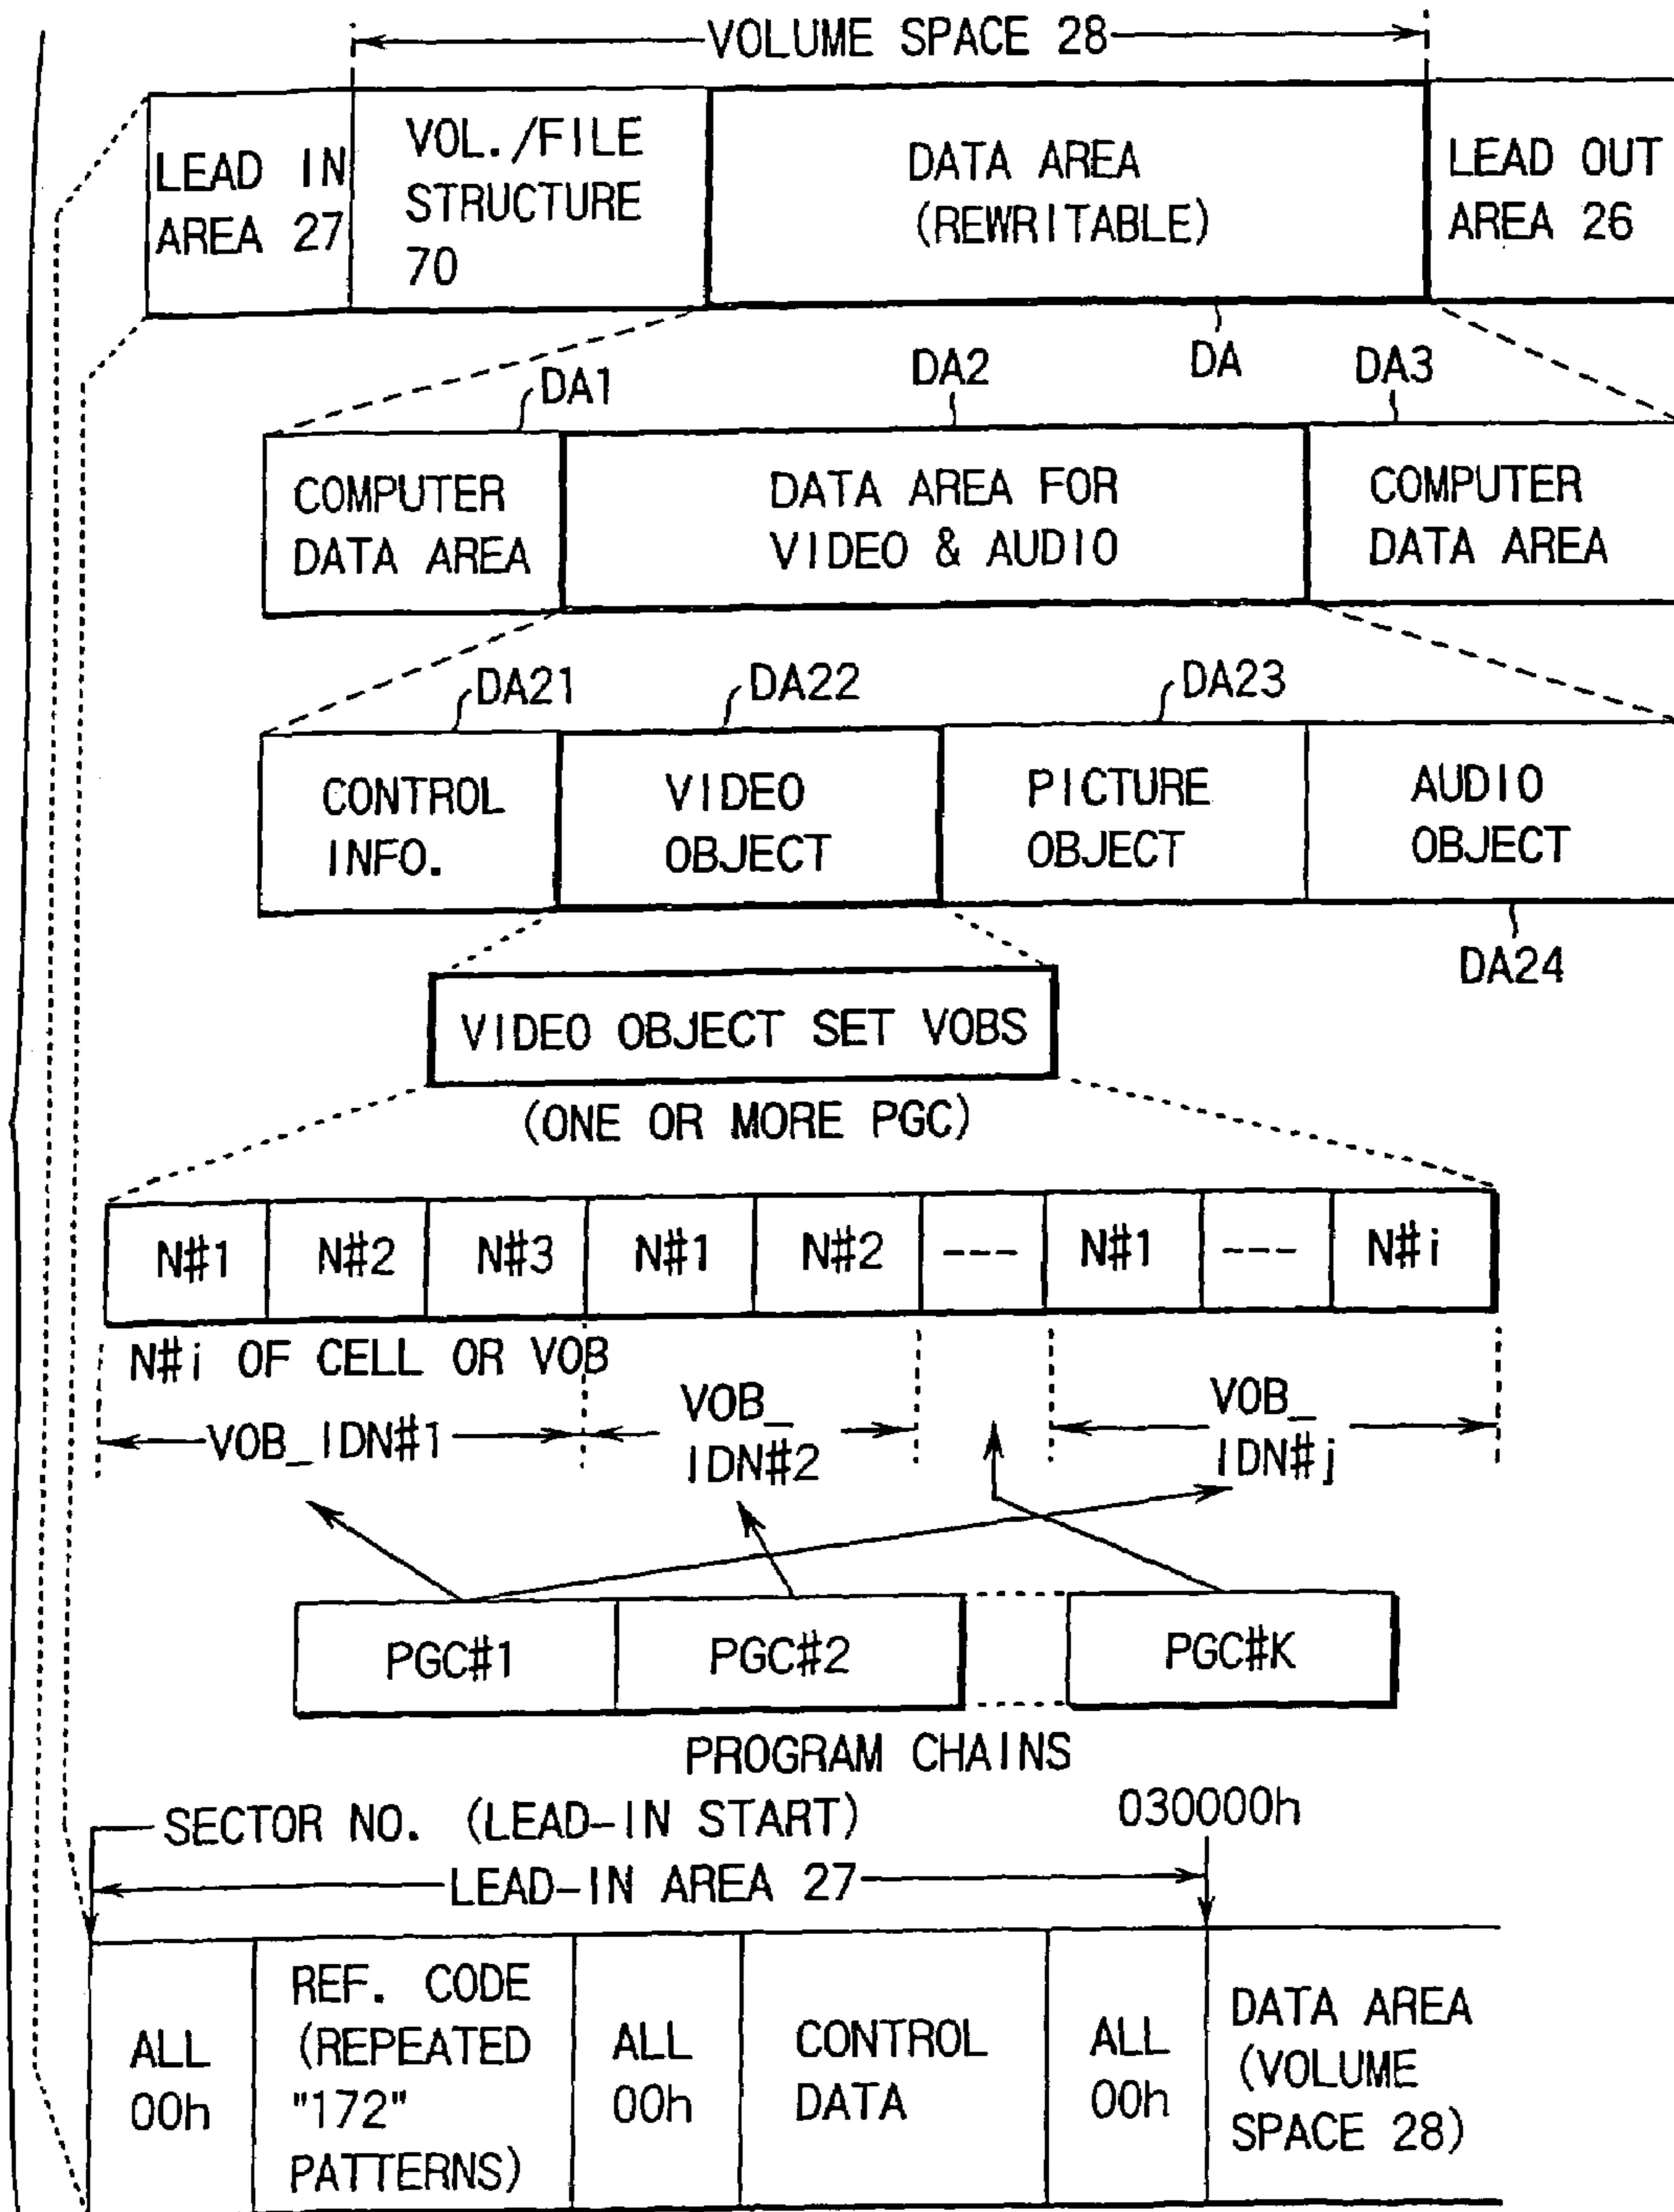 VOLUME SPACE 28
LEAD IN
AREA 27
VOL./FILE
STRUCTURE
70
DATA AREA
(REWRITABLE)
LEAD OUT
AREA 26
DA1
DA2
DA
DA3
COMPUTER
DATA AREA
DATA AREA FOR
VIDEO & AUDIO
COMPUTER
DATA AREA
DA21
DA22
DA23
CONTROL
INFO.
VIDEO
OBJECT
PICTURE
OBJECT
AUDIO
OBJECT
DA24
VIDEO OBJECT SET VOBS
(ONE OR MORE PGC)
N#1
N#2
N#3
N#1
N#2
---
N#1
---
N#i
N#i OF CELL OR VOB
VOB_IDN#1
VOB_
IDN#2
VOB_
IDN#j
PGC#1
PGC#2
PGC#K
PROGRAM CHAINS
SECTOR NO. (LEAD-IN START)
030000h
LEAD-IN AREA 27
ALL
00h
REF. CODE
(REPEATED
"172"
PATTERNS)
ALL
00h
CONTROL
DATA
ALL
00h
DATA AREA
(VOLUME
SPACE 28)